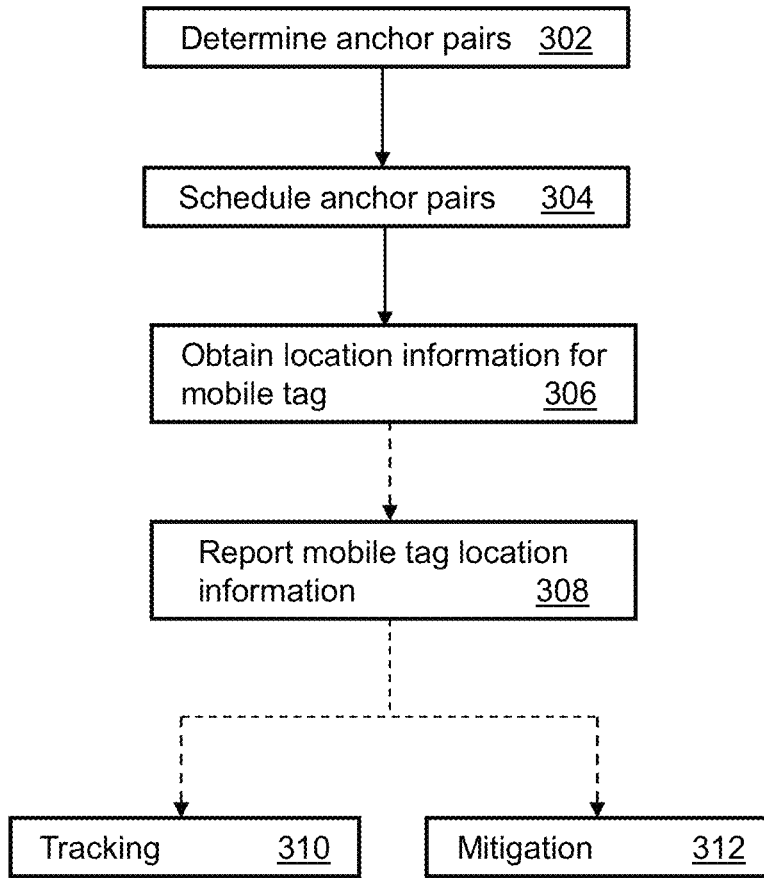 Determine anchor pairs 302
Schedule anchor pairs 304
Obtain location information for
mobile tag 306
Report mobile tag location
information 308
Tracking 310
Mitigation 312